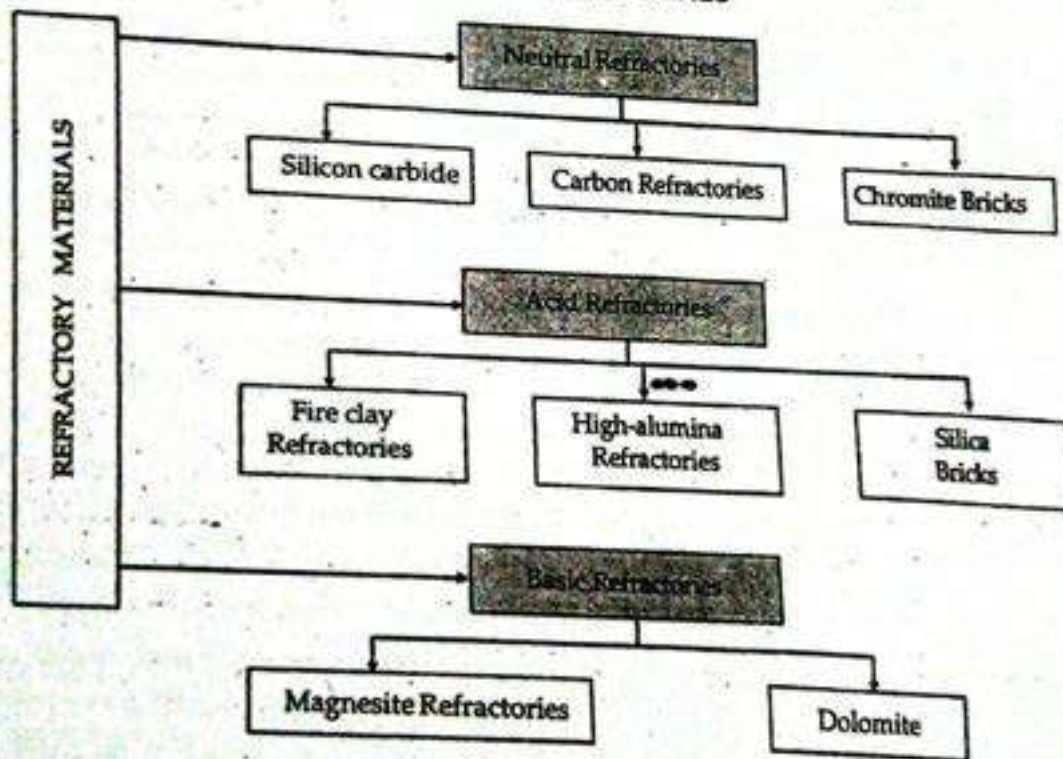 REFRACTORY MATERIALS
Neutral Refractories
Silicon carbide
Carbon Refractories
Chromite Bricks
Acid Refractories
Fire clay
Refractories
High-alumina
Refractories
Silica
Bricks
Basic Refractories
Magnesite Refractories
Dolomite